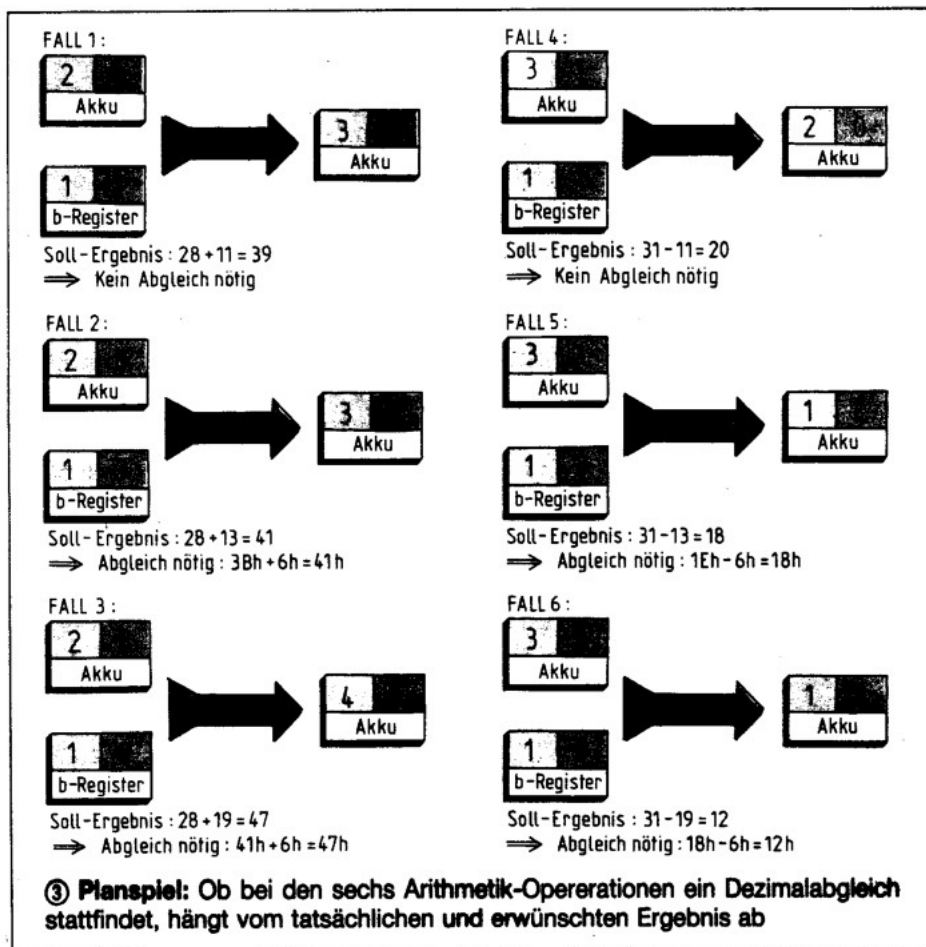 FALL 1:
2
Akku
3
Akku
1
b-Register
Soll-Ergebnis : 28 + 11 = 39
⟹ Kein Abgleich nötig
FALL 2:
2
Akku
3
Akku
1
b-Register
Soll-Ergebnis : 28 + 13 = 41
⟹ Abgleich nötig : 3Bh + 6h = 41h
FALL 3:
2
Akku
4
Akku
1
b-Register
Soll-Ergebnis : 28 + 19 = 47
⟹ Abgleich nötig : 41h + 6h = 47h
FALL 4:
3
Akku
2
Akku
1
b-Register
Soll-Ergebnis : 31 - 11 = 20
⟹ Kein Abgleich nötig
FALL 5:
3
Akku
1
Akku
1
b-Register
Soll-Ergebnis : 31 - 13 = 18
⟹ Abgleich nötig : 1Eh - 6h = 18h
FALL 6:
3
Akku
1
Akku
1
b-Register
Soll-Ergebnis : 31 - 19 = 12
⟹ Abgleich nötig : 18h - 6h = 12h
③ Planspiel: Ob bei den sechs Arithmetik-Opererationen ein Dezimalabgleich
stattfindet, hängt vom tatsächlichen und erwünschten Ergebnis ab